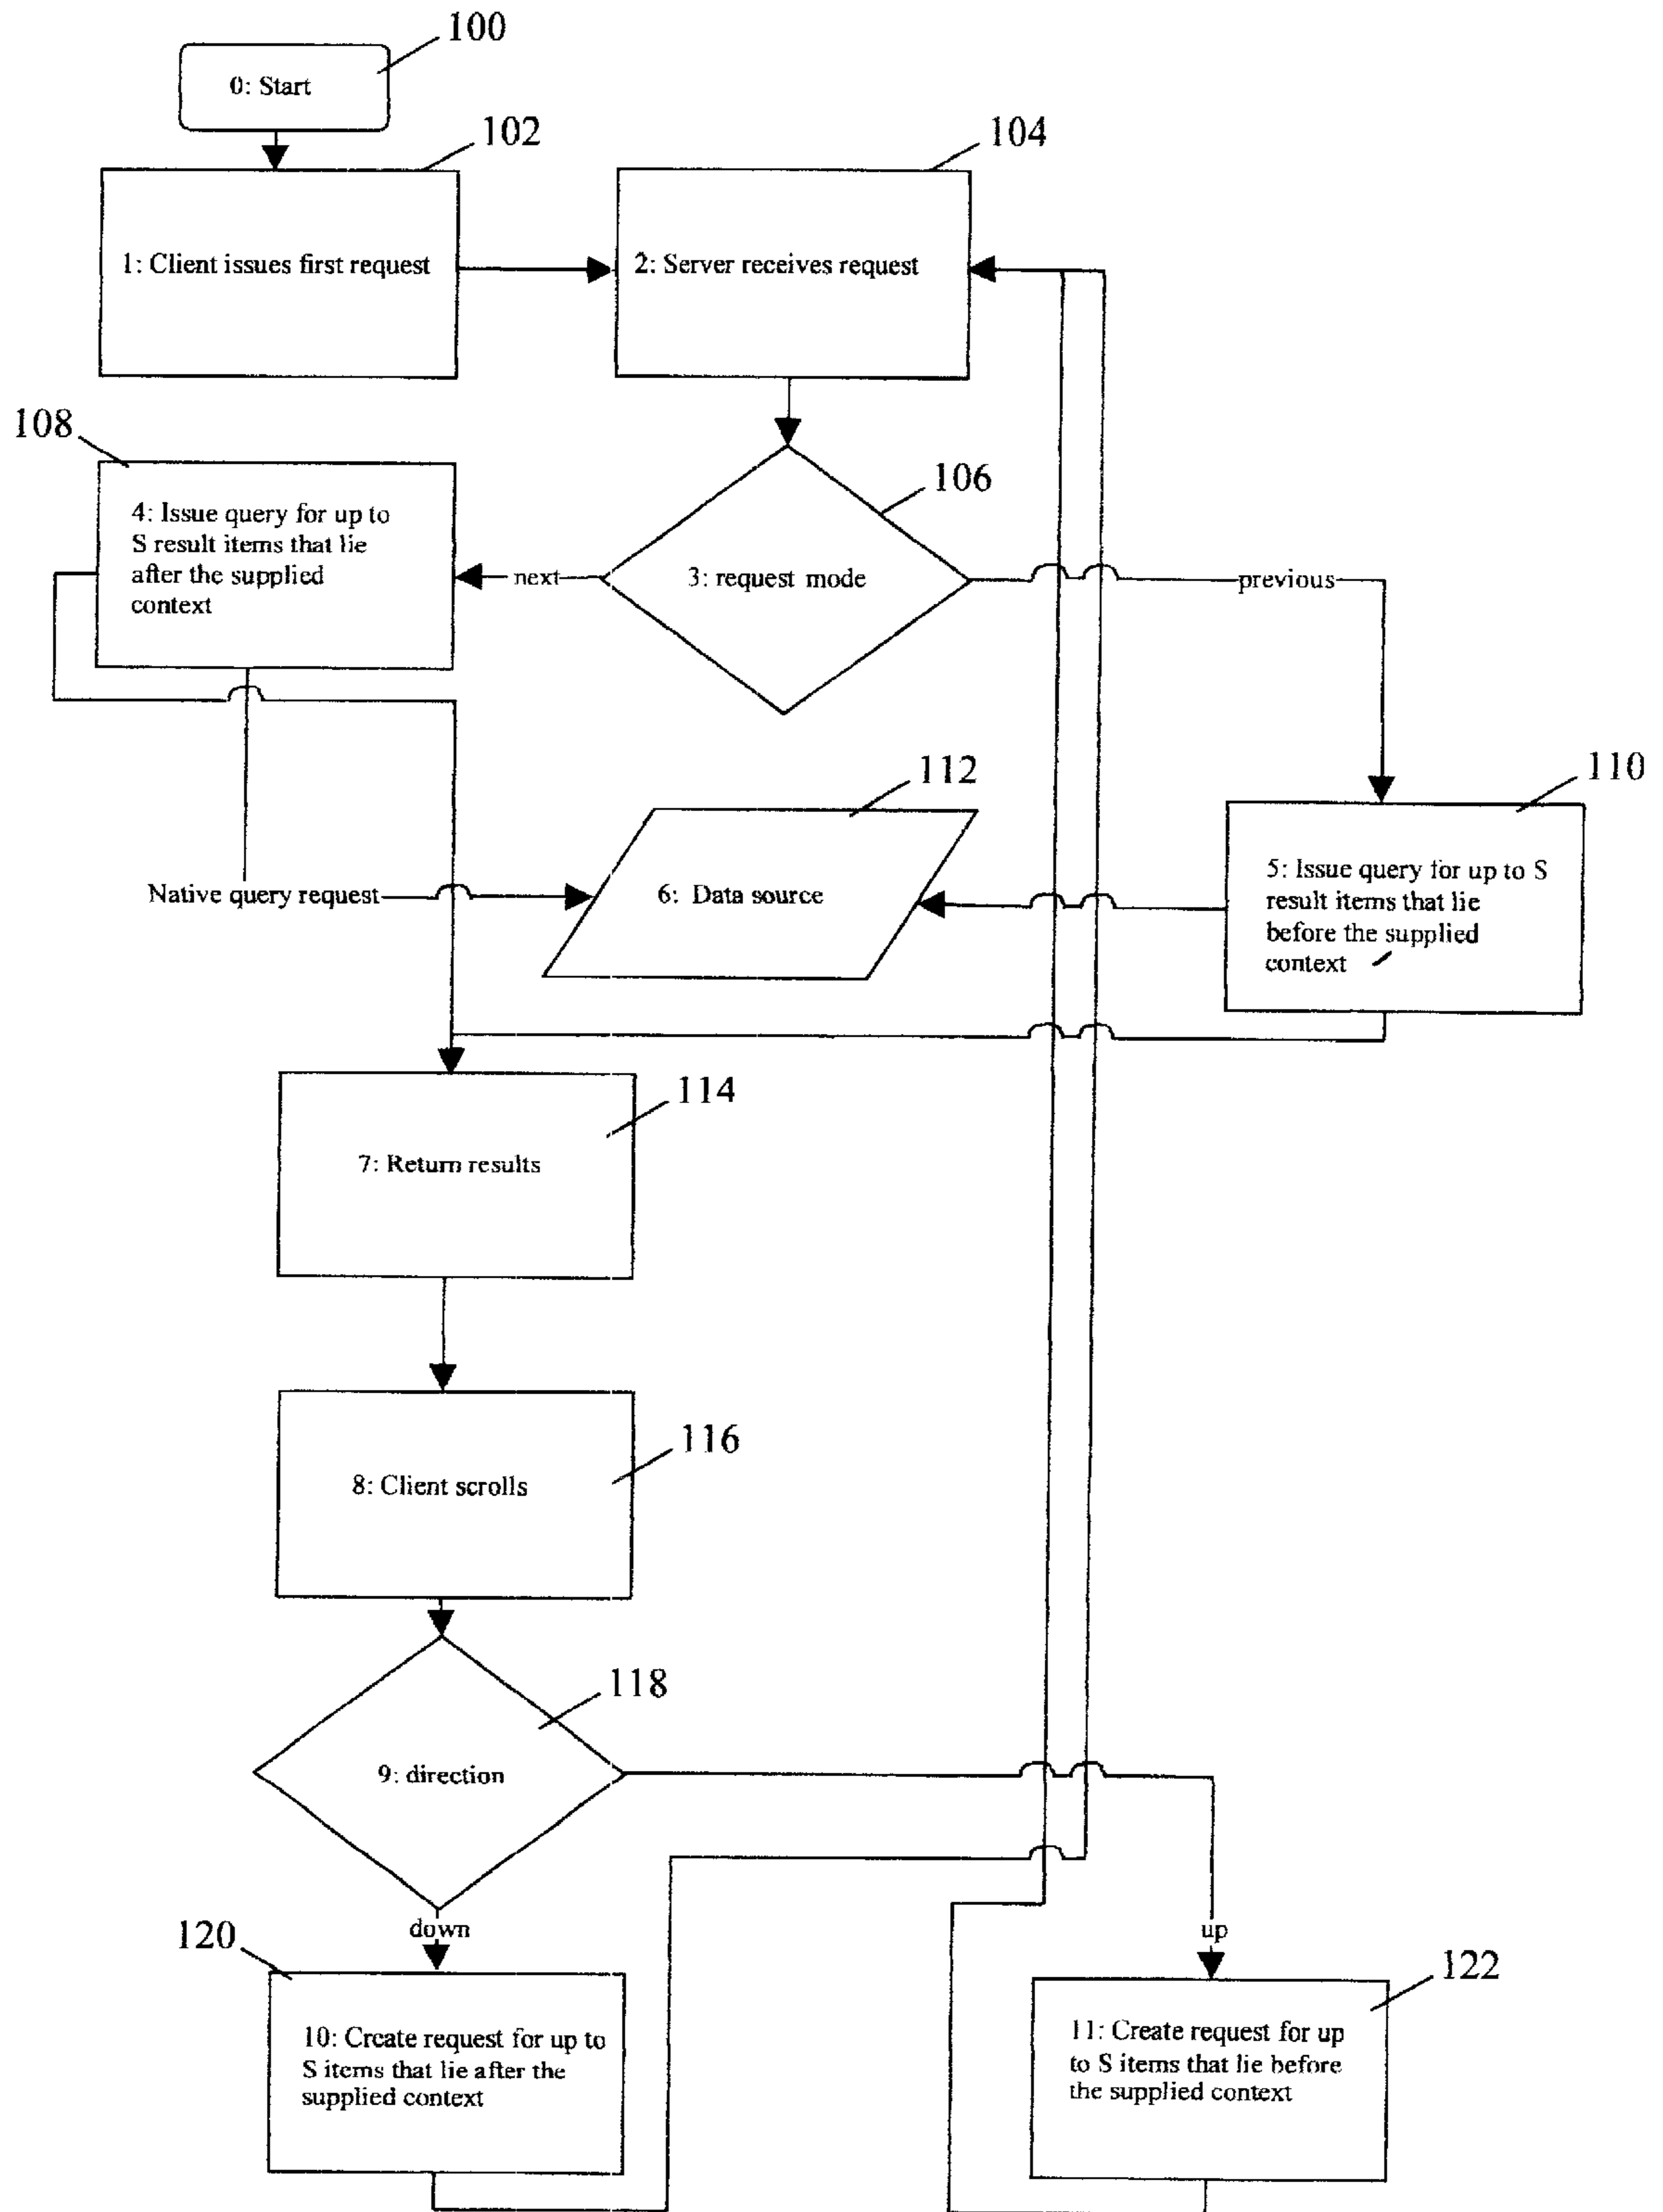 100
0: Start
102
104
1: Client issues first request
2: Server receives request
108
106
4: Issue query for up to
S result items that lie
after the supplied
context
next
3: request mode
previous
112
110
Native query request
6: Data source
5: Issue query for up to S
result items that lie
before the supplied
context
114
7: Return results
116
8: Client scrolls
118
9: direction
down
up
120
122
10: Create request for up to
S items that lie after the
supplied context
11: Create request for up
to S items that lie before
the supplied context